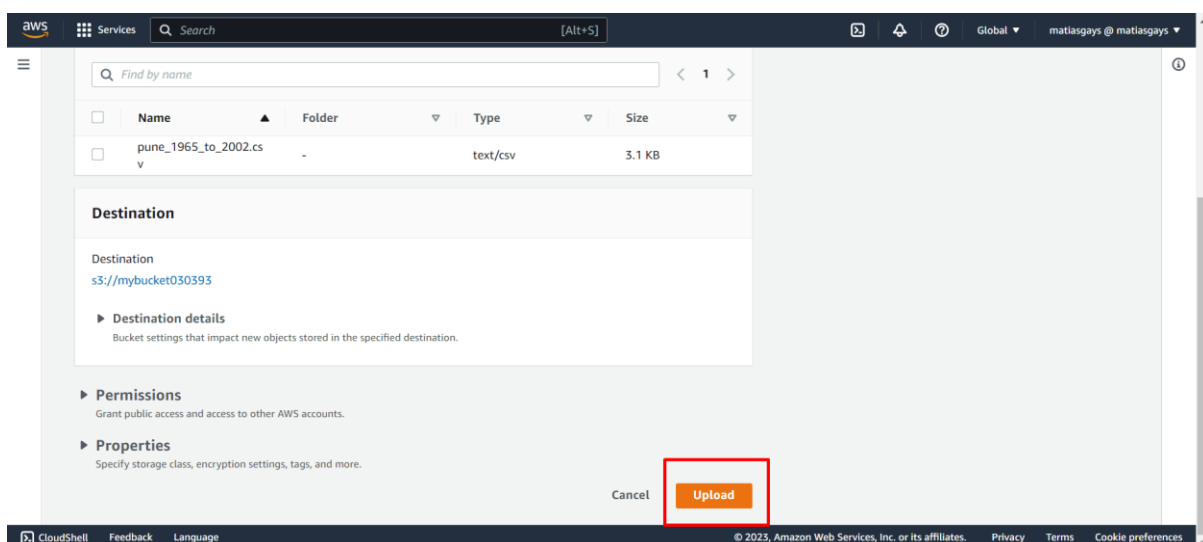 aws Services Search [Alt+S] Global matiasgays @ matiasgays
Find by name 1
Name Folder Type Size
pune_1965_to_2002.cs
v - text/csv 3.1 KB
Destination
Destination
s3://mybucket030393
Destination details
Bucket settings that impact new objects stored in the specified destination.
Permissions
Grant public access and access to other AWS accounts.
Properties
Specify storage class, encryption settings, tags, and more.
Cancel Upload
CloudShell Feedback Language © 2023, Amazon Web Services, Inc. or its affiliates. Privacy Terms Cookie preferences